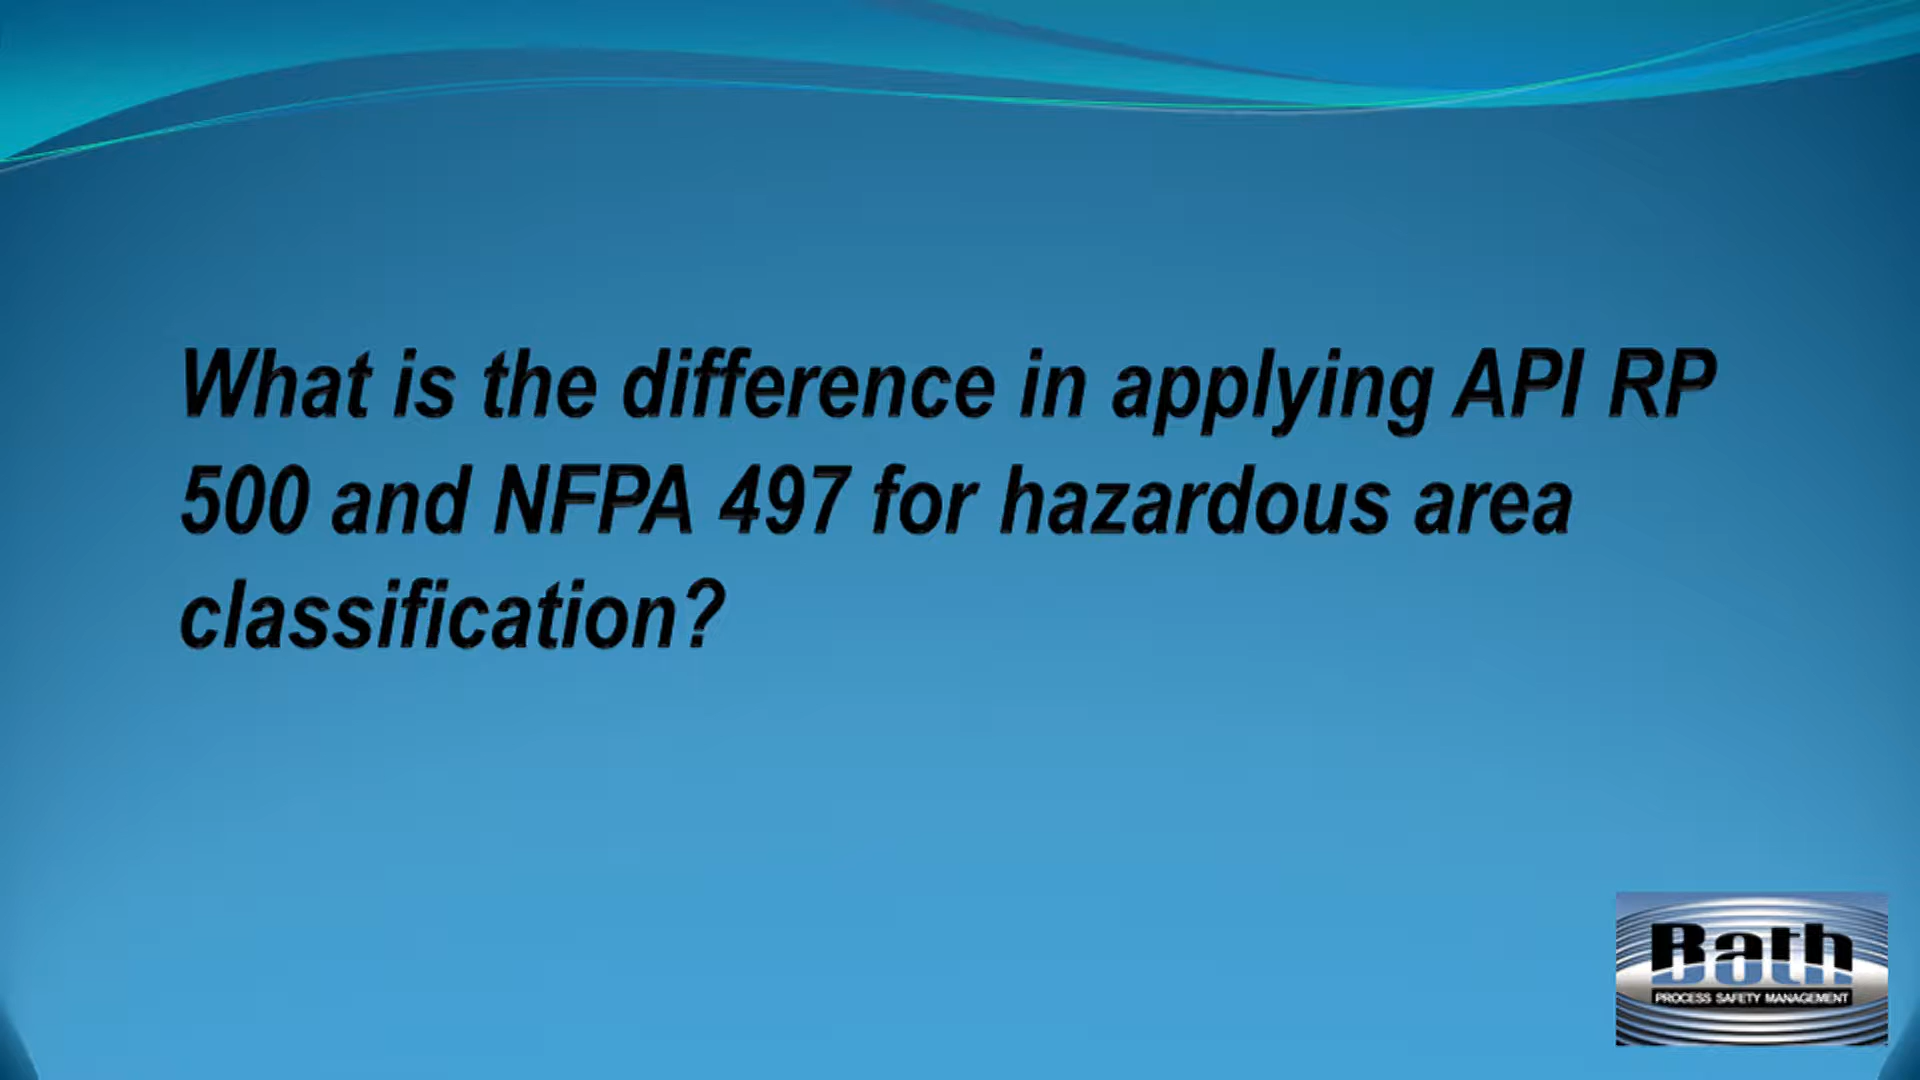 What is the difference in applying API RP
500 and NFPA 497 for hazardous area
classification?
Bath
PROCESS SAFETY MANAGEMENT